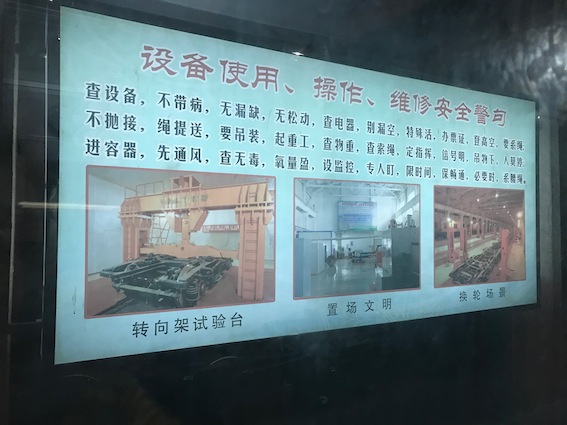 设备使用、操作、维修安全警句
查设备，不带病，无漏缺，无松动，查电器，别漏空，特殊活，办票证，登高空，要系绳，
不抛接，绳提送，要吊装，起重工，查物重，查索绳，定指挥，信号明，吊物下，人莫停。
进容器，先通风，查无毒，氧量盈，设监控，专人盯，限时间，保畅通，必要时，系腰绳。
转向架试验台
置场文明
换轮场景